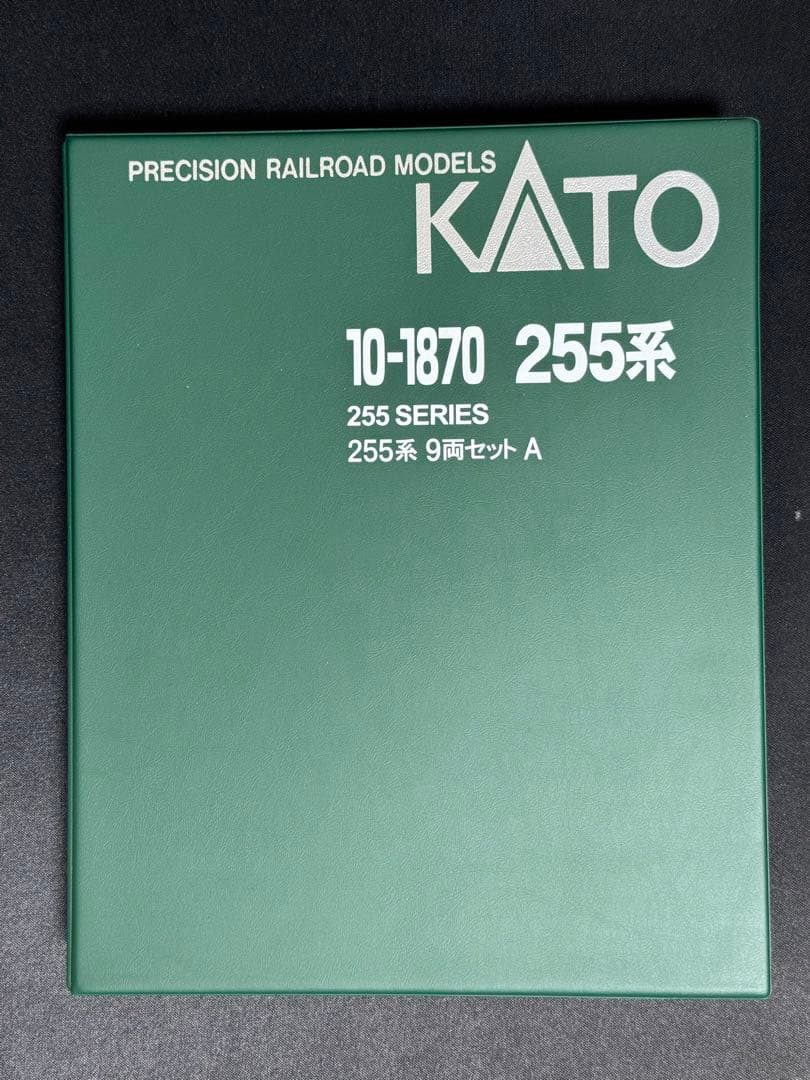 PRECISION RAILROAD MODELS
KATO
10-1870 255系
255 SERIES
255系 9両セット A